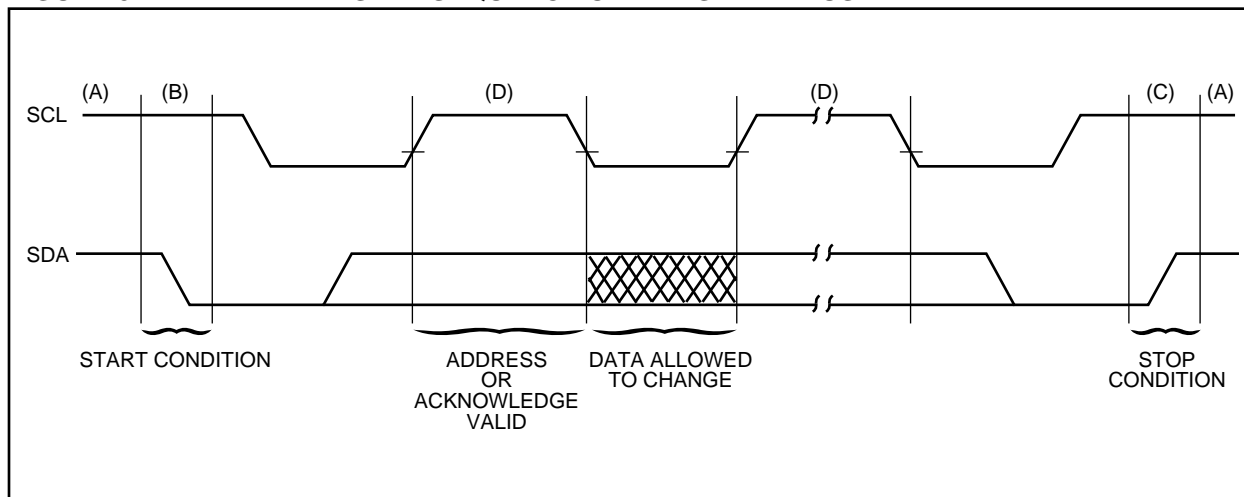 (A) (B) (D) (D) (C) (A)
SCL
SDA
START CONDITION
ADDRESS
OR
ACKNOWLEDGE
VALID
DATA ALLOWED
TO CHANGE
STOP
CONDITION